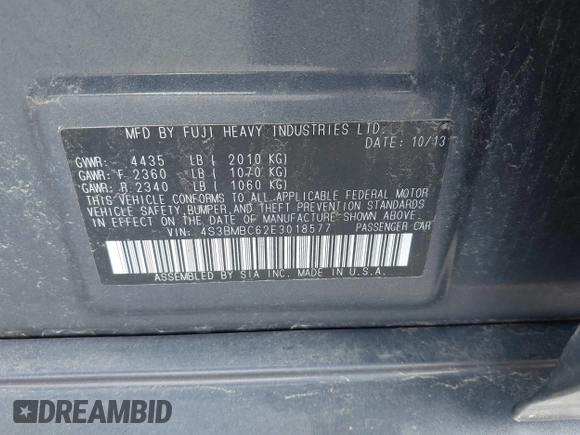 MFD BY FUJI HEAVY INDUSTRIES LTD.
DATE: 10/13
GVWR: 4435 LB ( 2010 KG)
GAWR: F 2360 LB ( 1070 KG)
GAWR: R 2340 LB ( 1060 KG)
THIS VEHICLE CONFORMS TO ALL APPLICABLE FEDERAL MOTOR
VEHICLE SAFETY, BUMPER, AND THEFT PREVENTION STANDARDS
IN EFFECT ON THE DATE OF MANUFACTURE SHOWN ABOVE.
VIN: 4S3BMBC62E3018577 PASSENGER CAR
ASSEMBLED BY SIA INC. MADE IN U.S.A.
DREAMBID